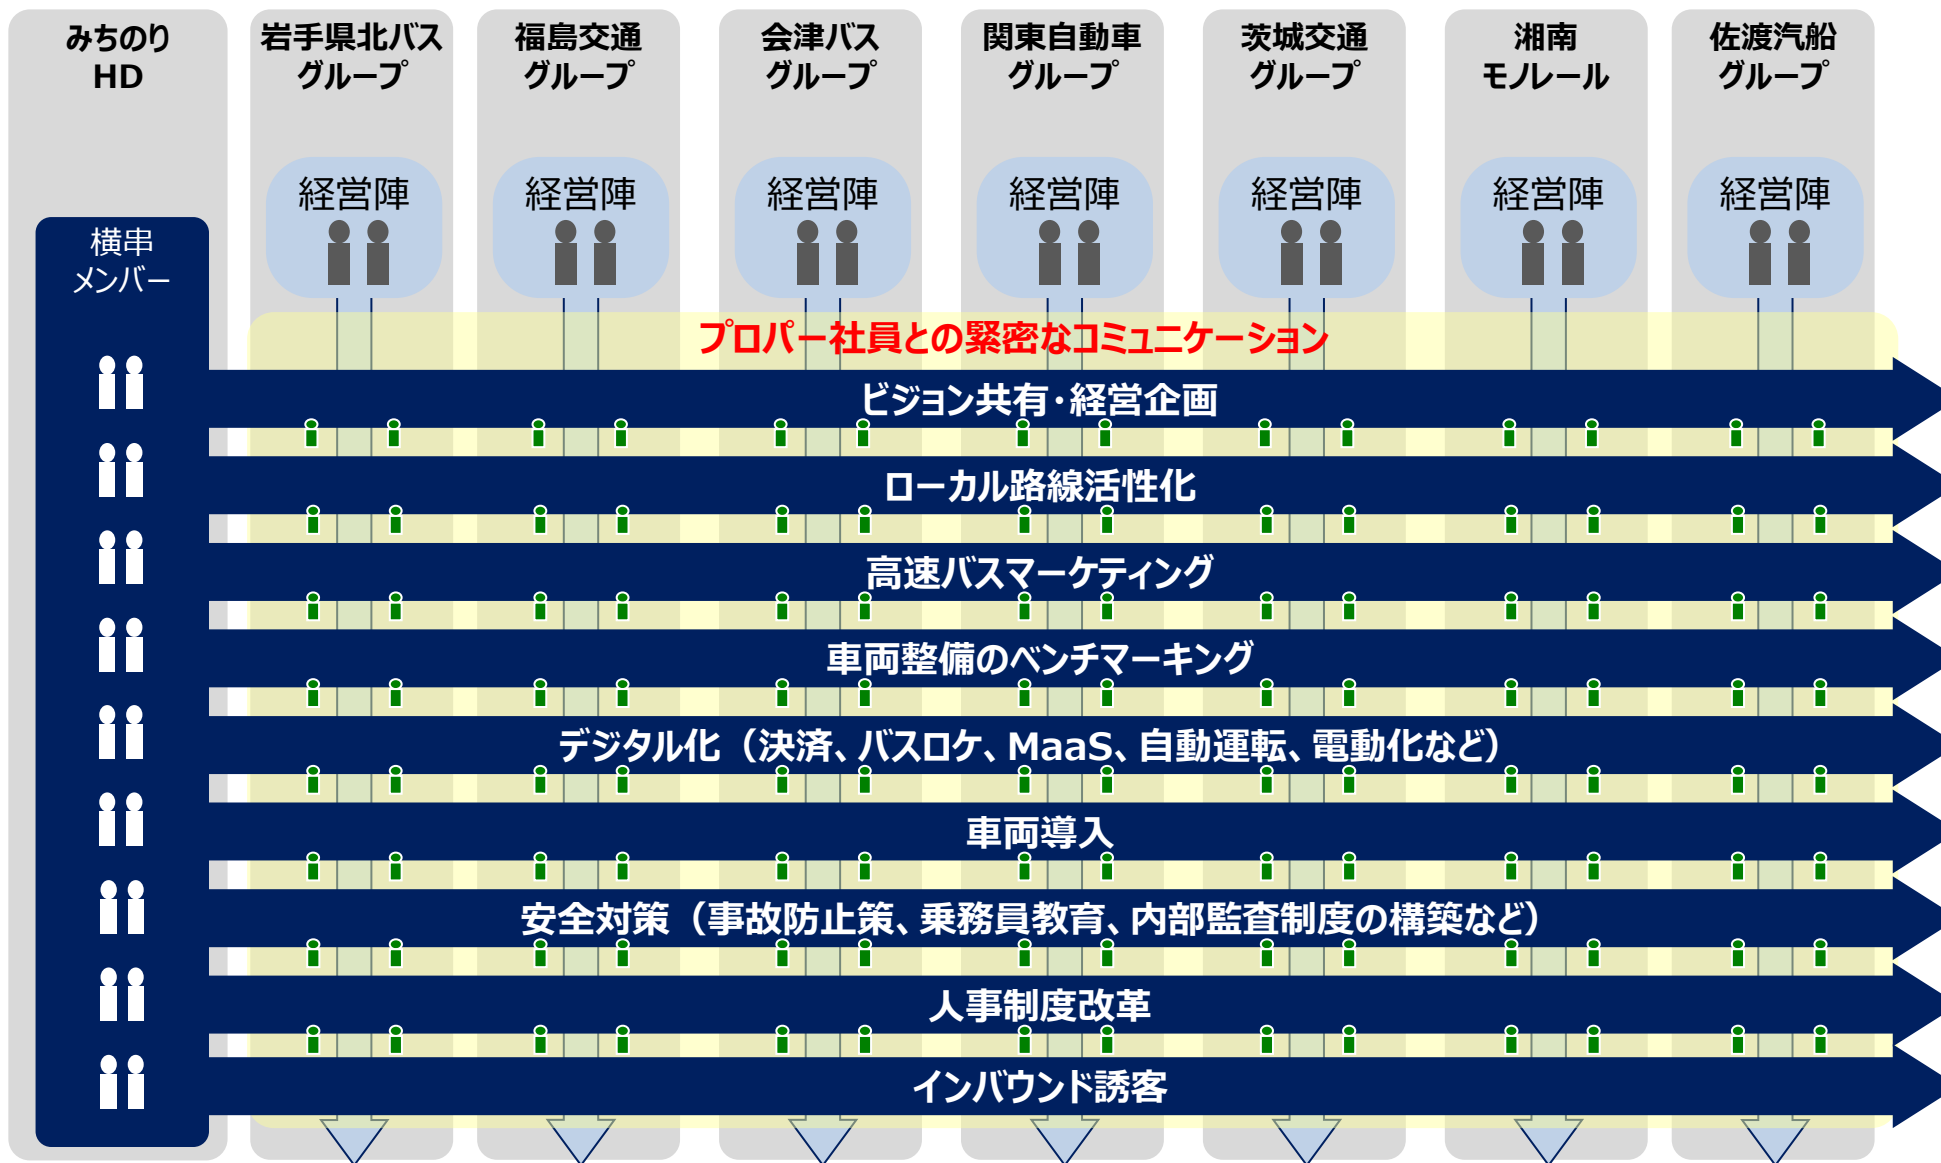 みちのり
HD
岩手県北バス
グループ
福島交通
グループ
会津バス
グループ
関東自動車
グループ
茨城交通
グループ
湘南
モノレール
佐渡汽船
グループ
経営陣
経営陣
経営陣
経営陣
経営陣
経営陣
経営陣
横串
メンバー
プロパー社員との緊密なコミュニケーション
ビジョン共有・経営企画
ローカル路線活性化
高速バスマーケティング
車両整備のベンチマーキング
デジタル化（決済、バスロケ、MaaS、自動運転、電動化など）
車両導入
安全対策（事故防止策、乗務員教育、内部監査制度の構築など）
人事制度改革
インバウンド誘客